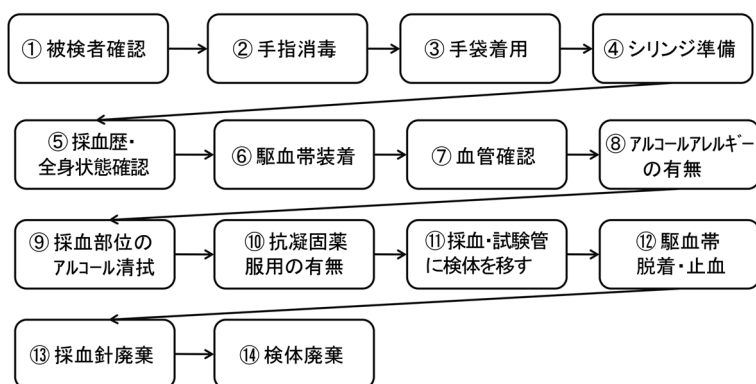 ① 被検者確認
② 手指消毒
③ 手袋着用
④ シリンジ準備
⑤ 採血歴・
全身状態確認
⑥ 駆血帯装着
⑦ 血管確認
⑧ アルコールアレルギー
の有無
⑨ 採血部位の
アルコール清拭
⑩ 抗凝固薬
服用の有無
⑪ 採血・試験管
に検体を移す
⑫ 駆血帯
脱着・止血
⑬ 採血針廃棄
⑭ 検体廃棄